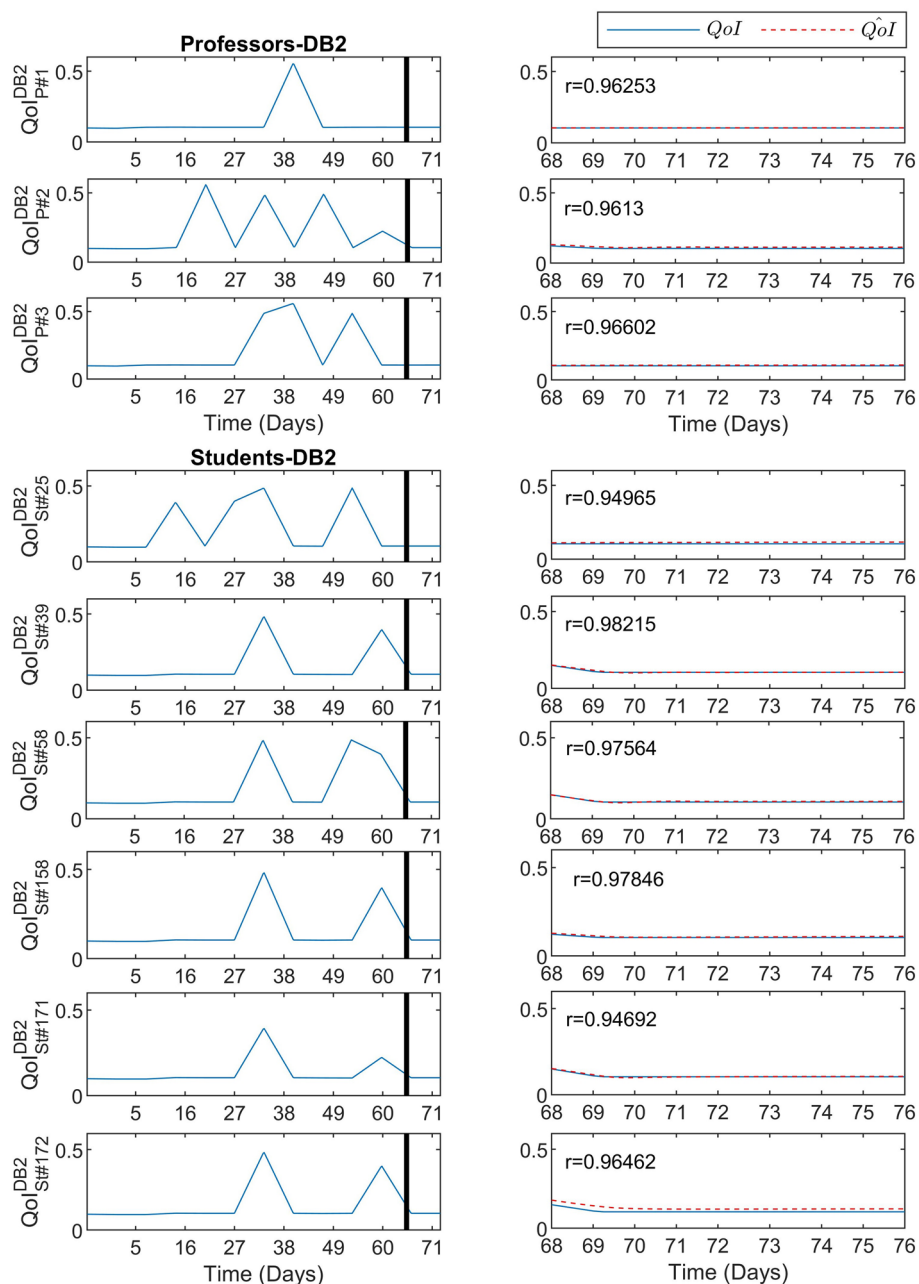 QoI Q̂oI
Professors-DB2
QoI^DB2_P#1
0.5
0
5 16 27 38 49 60 71
r=0.96253
0.5
0
68 69 70 71 72 73 74 75 76
QoI^DB2_P#2
0.5
0
5 16 27 38 49 60 71
r=0.9613
0.5
0
68 69 70 71 72 73 74 75 76
QoI^DB2_P#3
0.5
0
5 16 27 38 49 60 71
Time (Days)
r=0.96602
0.5
0
68 69 70 71 72 73 74 75 76
Time (Days)
Students-DB2
QoI^DB2_St#25
0.5
0
5 16 27 38 49 60 71
r=0.94965
0.5
0
68 69 70 71 72 73 74 75 76
QoI^DB2_St#39
0.5
0
5 16 27 38 49 60 71
r=0.98215
0.5
0
68 69 70 71 72 73 74 75 76
QoI^DB2_St#58
0.5
0
5 16 27 38 49 60 71
r=0.97564
0.5
0
68 69 70 71 72 73 74 75 76
QoI^DB2_St#158
0.5
0
5 16 27 38 49 60 71
r=0.97846
0.5
0
68 69 70 71 72 73 74 75 76
QoI^DB2_St#171
0.5
0
5 16 27 38 49 60 71
r=0.94692
0.5
0
68 69 70 71 72 73 74 75 76
QoI^DB2_St#172
0.5
0
5 16 27 38 49 60 71
Time (Days)
r=0.96462
0.5
0
68 69 70 71 72 73 74 75 76
Time (Days)